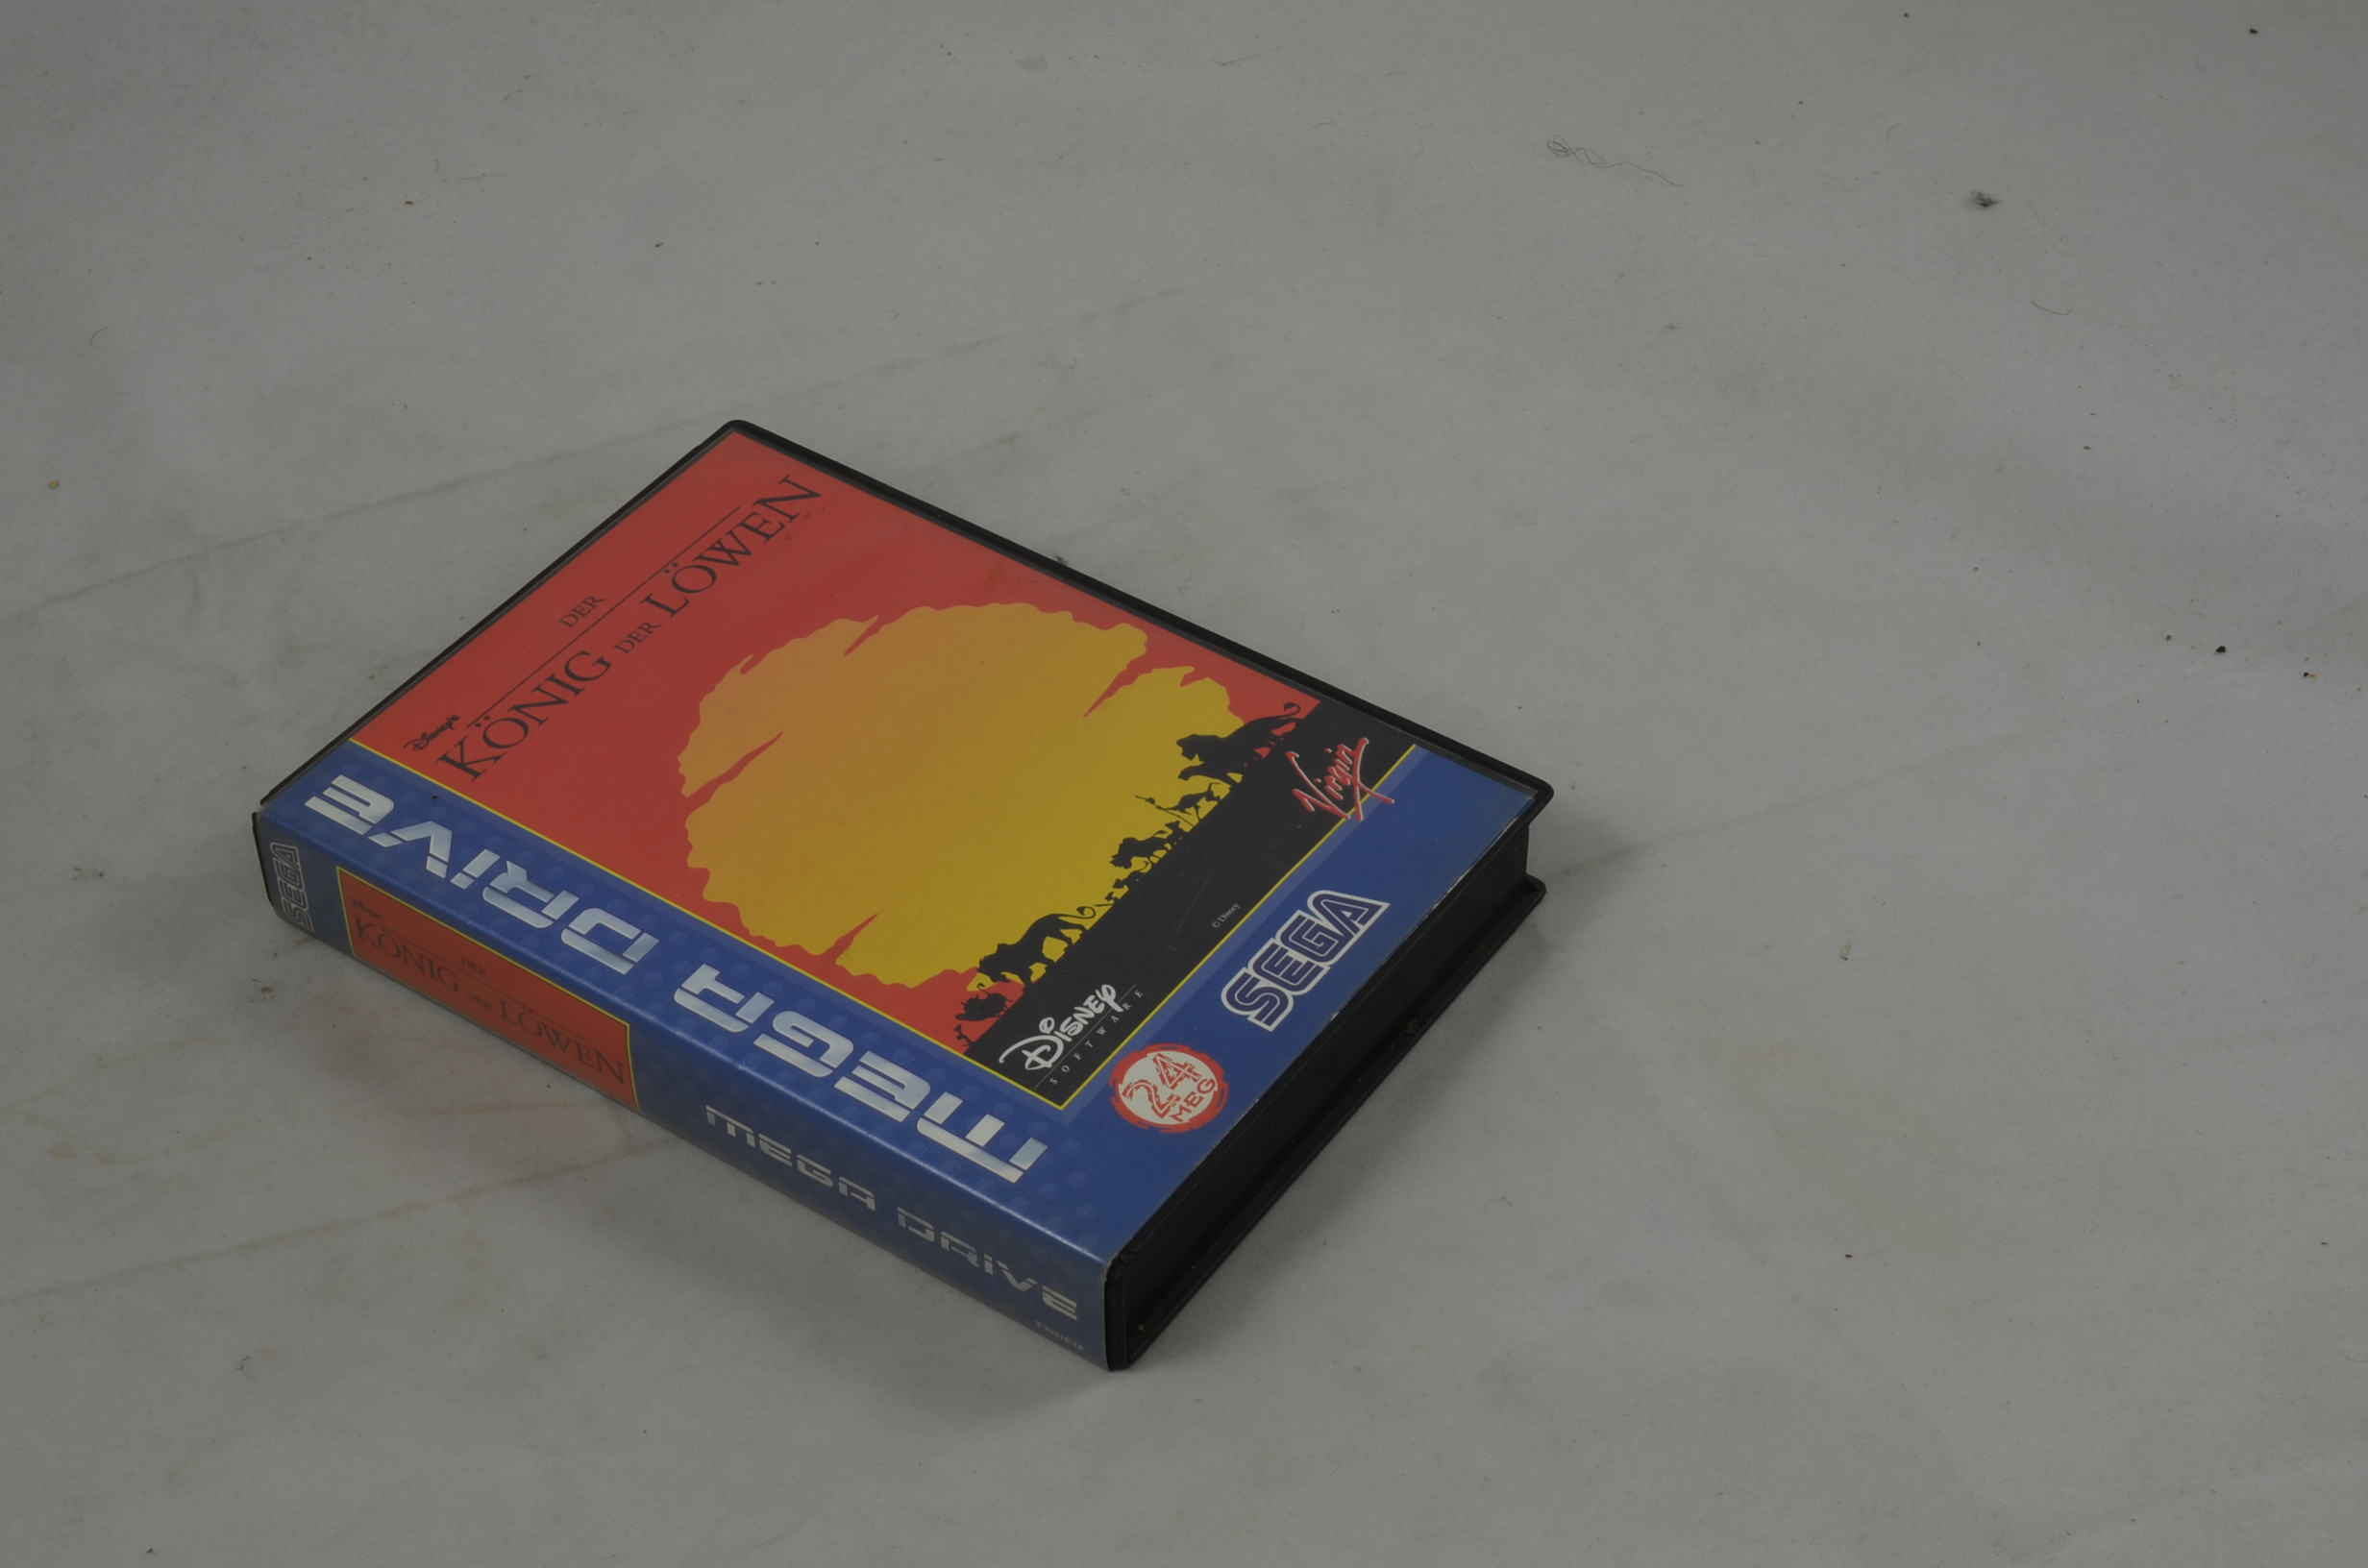 DER
Disney's
KÖNIG DER LÖWEN
Virgin
©Disney
DISNEY
SOFTWARE
MEGA DRIVE
SEGA
24
MEG
SEGA
Disney's
DER
KÖNIG DER LÖWEN
MEGA DRIVE